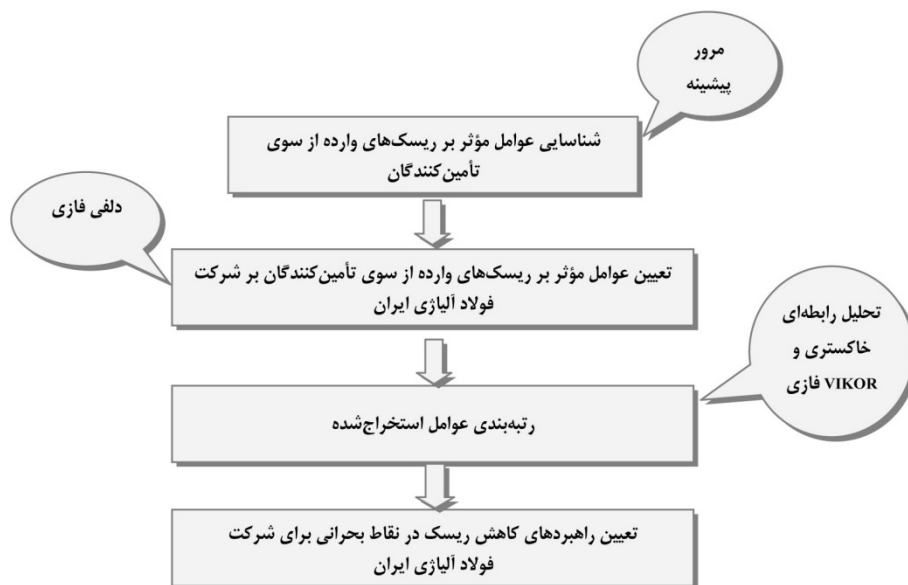 مرور
پیشینه
شناسایی عوامل مؤثر بر ریسک‌های وارده از سوی
تأمین‌کنندگان
دلفی فازی
تعیین عوامل مؤثر بر ریسک‌های وارده از سوی تأمین‌کنندگان بر شرکت
فولاد آلیاژی ایران
تحلیل رابطه‌ای
خاکستری و
VIKOR فازی
رتبه‌بندی عوامل استخراج‌شده
تعیین راهبردهای کاهش ریسک در نقاط بحرانی برای شرکت
فولاد آلیاژی ایران